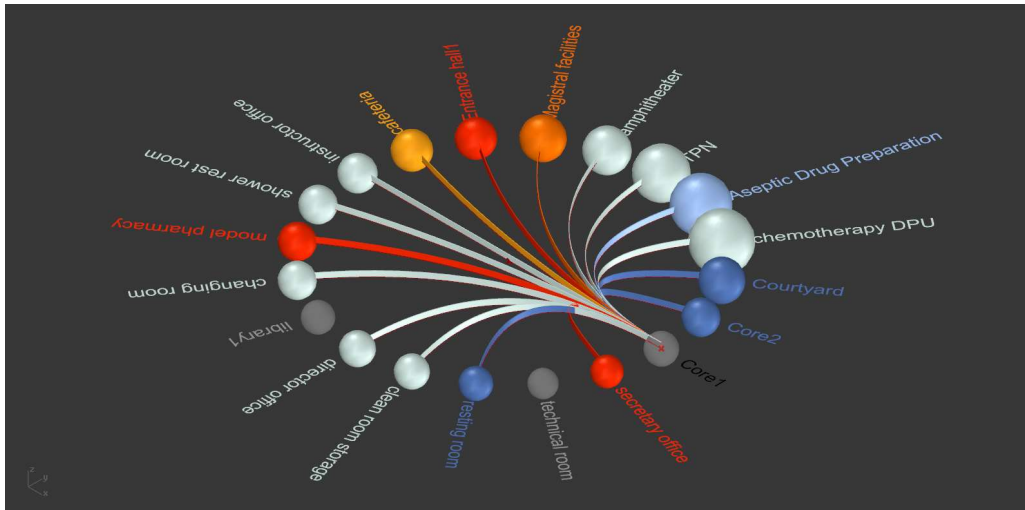 Entrance hall1
Magistral facilities
amphitheater
TPN
Aseptic Drug Preparation
chemotherapy DPU
Courtyard
Core2
Core1
secretary office
technical room
resting room
clean room storage
director office
library1
changing room
model pharmacy
shower rest room
instructor office
cafeteria
z
y
x